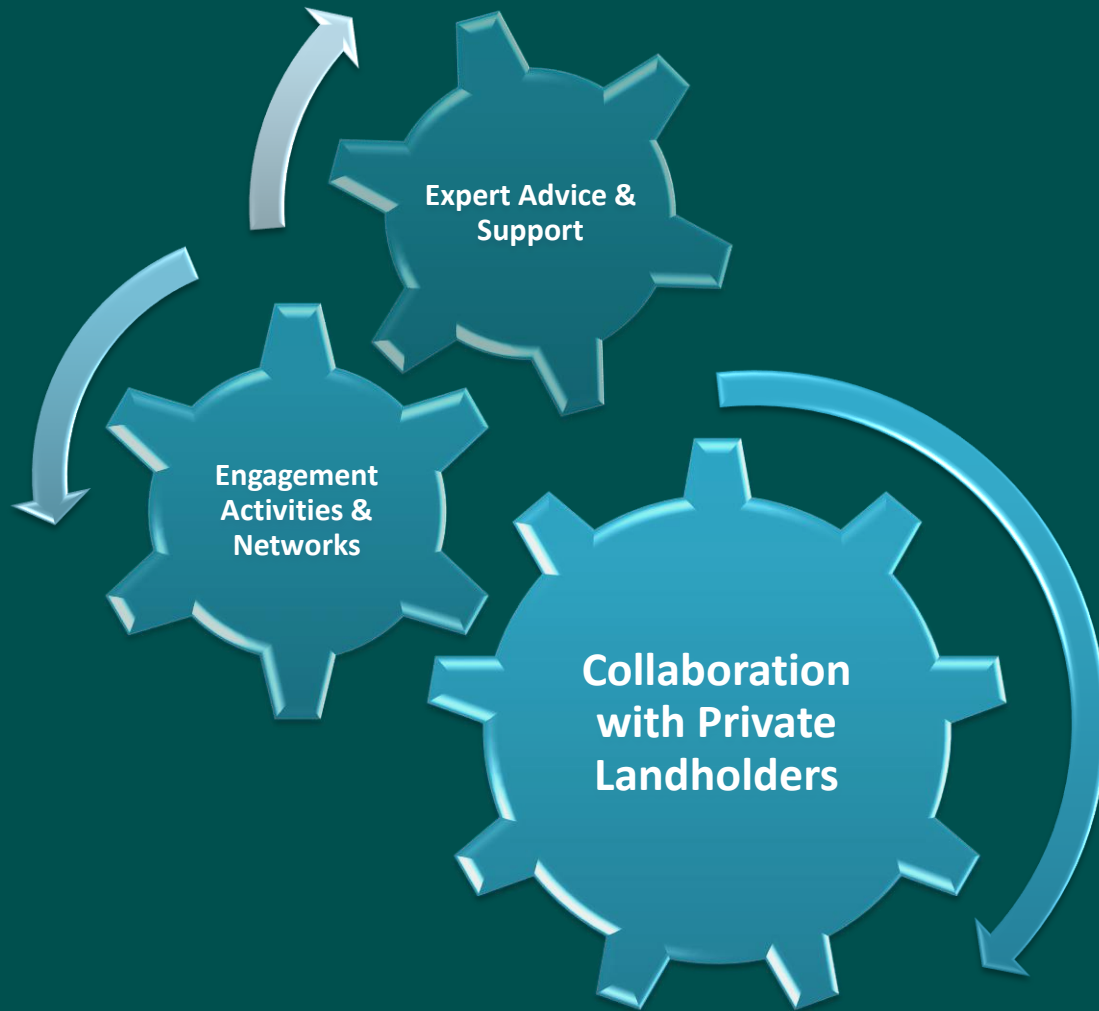 Expert Advice &
Support
Engagement
Activities &
Networks
Collaboration
with Private
Landholders